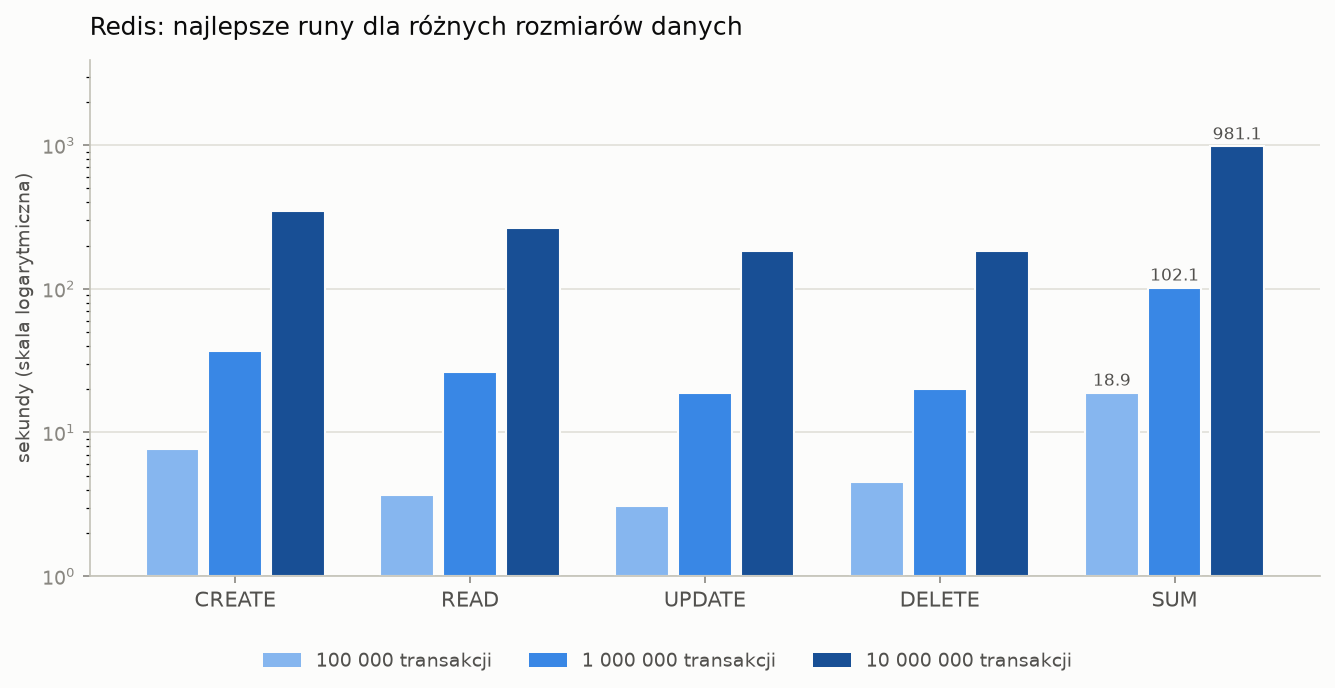 Redis: najlepsze runy dla różnych rozmiarów danych
sekundy (skala logarytmiczna)
10³
10²
10¹
10⁰
981.1
102.1
18.9
CREATE READ UPDATE DELETE SUM
100 000 transakcji 1 000 000 transakcji 10 000 000 transakcji